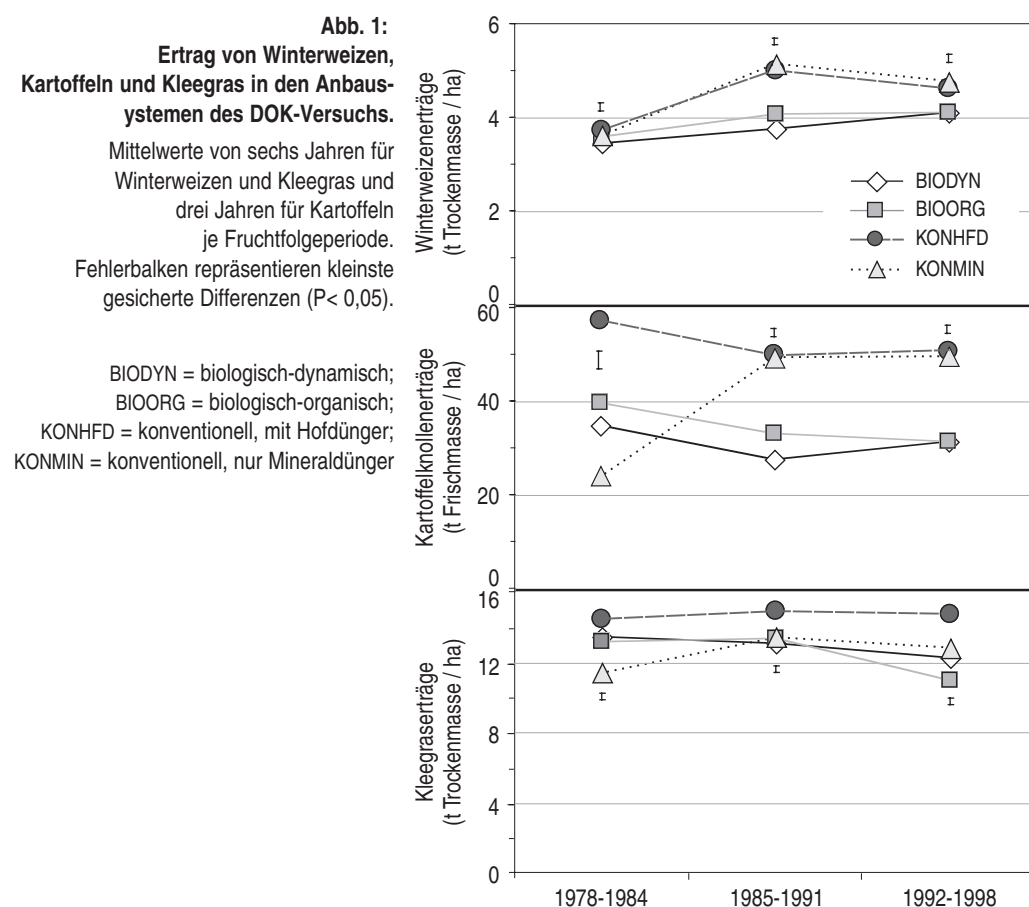 Abb. 1:
Ertrag von Winterweizen,
Kartoffeln und Kleegras in den Anbaus-
ystemen des DOK-Versuchs.
Mittelwerte von sechs Jahren für
Winterweizen und Kleegras und
drei Jahren für Kartoffeln
je Fruchtfolgeperiode.
Fehlerbalken repräsentieren kleinste
gesicherte Differenzen (P< 0,05).
BIODYN = biologisch-dynamisch;
BIOORG = biologisch-organisch;
KONHFD = konventionell, mit Hofdünger;
KONMIN = konventionell, nur Mineraldünger
Winterweizenerträge
(t Trockenmasse / ha)
6
4
2
0
BIODYN
BIOORG
KONHFD
KONMIN
Kartoffelknollenerträge
(t Frischmasse / ha)
60
40
20
0
Kleegraserträge
(t Trockenmasse / ha)
16
12
8
4
0
1978-1984
1985-1991
1992-1998